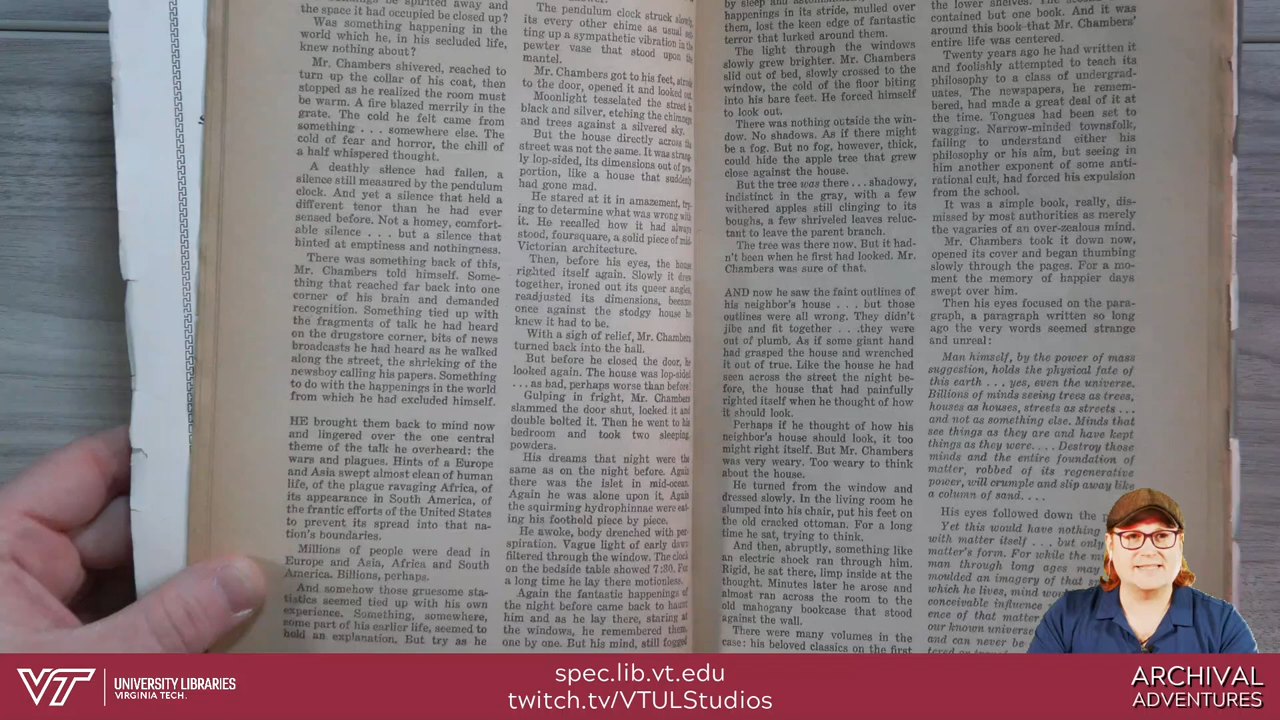 be spirited away and
the space it had occupied be closed up?
Was something happening in the
world which he, in his secluded life,
knew nothing about?
Mr. Chambers shivered, reached to
turn up the collar of his coat, then
stopped as he realized the room must
be warm. A fire blazed merrily in the
grate. The cold he felt came from
something . . . somewhere else. The
cold of fear and horror, the chill of
a half whispered thought.
A deathly silence had fallen, a
silence still measured by the pendulum
clock. And yet a silence that held a
different tenor than he had ever
sensed before. Not a homey, comfort-
able silence . . . but a silence that
hinted at emptiness and nothingness.
There was something back of this,
Mr. Chambers told himself. Some-
thing that reached far back into one
corner of his brain and demanded
recognition. Something tied up with
the fragments of talk he had heard
on the drugstore corner, bits of news
broadcasts he had heard as he walked
along the street, the shrieking of the
newsboy calling his papers. Something
to do with the happenings in the world
from which he had excluded himself.
HE brought them back to mind now
and lingered over the one central
theme of the talk he overheard: the
wars and plagues. Hints of a Europe
and Asia swept almost clean of human
life, of the plague ravaging Africa, of
its appearance in South America, of
the frantic efforts of the United States
to prevent its spread into that na-
tion's boundaries.
Millions of people were dead in
Europe and Asia, Africa and South
America. Billions, perhaps.
And somehow those gruesome sta-
tistics seemed tied up with his own
experience. Something, somewhere,
some part of his earlier life, seemed to
hold an explanation. But try as he
The pendulum clock struck slowly,
its every other chime as usual set-
ting up a sympathetic vibration in the
pewter vase that stood upon the
mantel.
Mr. Chambers got to his feet, strode
to the door, opened it and looked out.
Moonlight tesselated the street in
black and silver, etching the chimneys
and trees against a silvered sky.
But the house directly across the
street was not the same. It was strange-
ly lop-sided, its dimensions out of pro-
portion, like a house that suddenly
had gone mad.
He stared at it in amazement, try-
ing to determine what was wrong with
it. He recalled how it had always
stood, foursquare, a solid piece of mid-
Victorian architecture.
Then, before his eyes, the house
righted itself again. Slowly it drew
together, ironed out its queer angles,
readjusted its dimensions, became
once again the stodgy house he
knew it had to be.
With a sigh of relief, Mr. Chambers
turned back into the hall.
But before he closed the door, he
looked again. The house was lop-sided
. . . as bad, perhaps worse than before!
Gulping in fright, Mr. Chambers
slammed the door shut, locked it and
double bolted it. Then he went to his
bedroom and took two sleeping
powders.
His dreams that night were the
same as on the night before. Again
there was the islet in mid-ocean.
Again he was alone upon it. Again
the squirming hydrophinnae were eat-
ing his foothold piece by piece.
He awoke, body drenched with per-
spiration. Vague light of early dawn
filtered through the window. The clock
on the bedside table showed 7:30. For
a long time he lay there motionless.
Again the fantastic happenings of
the night before came back to haunt
him and as he lay there, staring at
the windows, he remembered them,
one by one. But his mind, still fogged
by sleep and
happenings in its stride, mulled over
them, lost the keen edge of fantastic
terror that lurked around them.
The light through the windows
slowly grew brighter. Mr. Chambers
slid out of bed, slowly crossed to the
window, the cold of the floor biting
into his bare feet. He forced himself
to look out.
There was nothing outside the win-
dow. No shadows. As if there might
be a fog. But no fog, however, thick,
could hide the apple tree that grew
close against the house.
But the tree was there . . . shadowy,
indistinct in the gray, with a few
withered apples still clinging to its
boughs, a few shriveled leaves reluc-
tant to leave the parent branch.
The tree was there now. But it had-
n't been when he first had looked. Mr.
Chambers was sure of that.
AND now he saw the faint outlines of
his neighbor's house . . . but those
outlines were all wrong. They didn't
jibe and fit together . . .they were
out of plumb. As if some giant hand
had grasped the house and wrenched
it out of true. Like the house he had
seen across the street the night be-
fore, the house that had painfully
righted itself when he thought of how
it should look.
Perhaps if he thought of how his
neighbor's house should look, it too
might right itself. But Mr. Chambers
was very weary. Too weary to think
about the house.
He turned from the window and
dressed slowly. In the living room he
slumped into his chair, put his feet on
the old cracked ottoman. For a long
time he sat, trying to think.
And then, abruptly, something like
an electric shock ran through him.
Rigid, he sat there, limp inside at the
thought. Minutes later he arose and
almost ran across the room to the
old mahogany bookcase that stood
against the wall.
There were many volumes in the
case: his beloved classics on the first
the lower shelves. The second
contained but one book. And it was
around this book that Mr. Chambers'
entire life was centered.
Twenty years ago he had written it
and foolishly attempted to teach its
philosophy to a class of undergrad-
uates. The newspapers, he remem-
bered, had made a great deal of it at
the time. Tongues had been set to
wagging. Narrow-minded townsfolk,
failing to understand either his
philosophy or his aim, but seeing in
him another exponent of some anti-
rational cult, had forced his expulsion
from the school.
It was a simple book, really, dis-
missed by most authorities as merely
the vagaries of an over-zealous mind.
Mr. Chambers took it down now,
opened its cover and began thumbing
slowly through the pages. For a mo-
ment the memory of happier days
swept over him.
Then his eyes focused on the para-
graph, a paragraph written so long
ago the very words seemed strange
and unreal:
Man himself, by the power of mass
suggestion, holds the physical fate of
this earth . . . yes, even the universe.
Billions of minds seeing trees as trees,
houses as houses, streets as streets . . .
and not as something else. Minds that
see things as they are and have kept
things as they were. . . . Destroy those
minds and the entire foundation of
matter, robbed of its regenerative
power, will crumple and slip away like
a column of sand. . . .
His eyes followed down the
Yet this would have nothing
with matter itself . . . but only
matter's form. For while the
man through long ages may
moulded an imagery of that
which he lives, mind
conceivable influence
ence of that matter
our known universe
and can never be
VT
UNIVERSITY LIBRARIES
VIRGINIA TECH.
spec.lib.vt.edu
twitch.tv/VTULStudios
ARCHIVAL
ADVENTURES